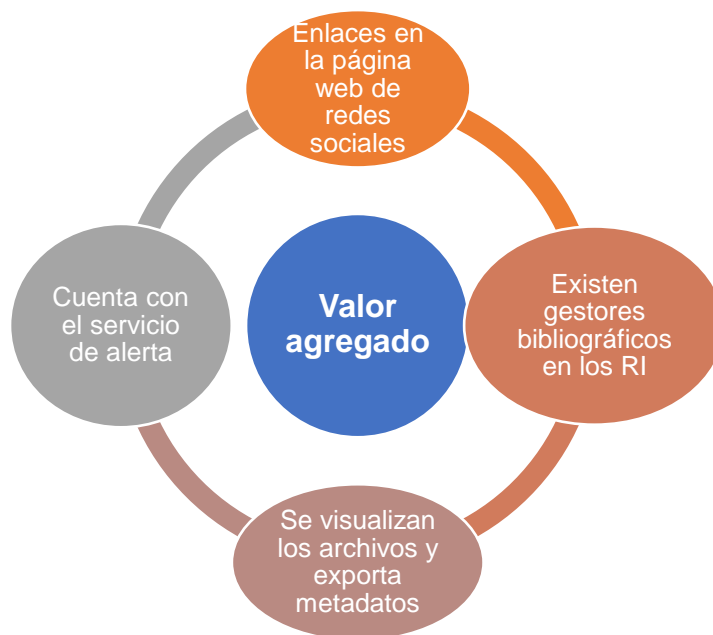 Enlaces en
la página
web de
redes
sociales
Cuenta con
el servicio
de alerta
Valor
agregado
Existen
gestores
bibliográficos
en los RI
Se visualizan
los archivos y
exporta
metadatos